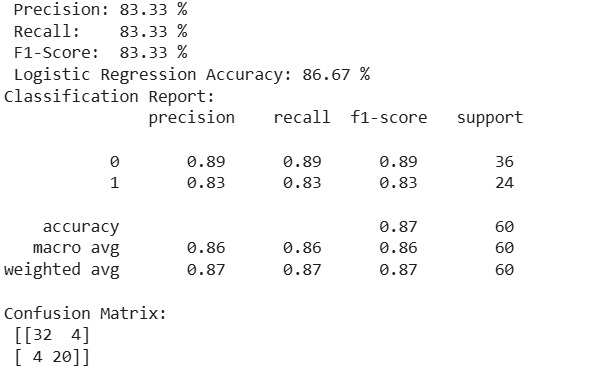 Precision: 83.33 %
Recall:    83.33 %
F1-Score:  83.33 %
Logistic Regression Accuracy: 86.67 %
Classification Report:
              precision    recall  f1-score   support

           0       0.89      0.89      0.89        36
           1       0.83      0.83      0.83        24

    accuracy                           0.87        60
   macro avg       0.86      0.86      0.86        60
weighted avg       0.87      0.87      0.87        60

Confusion Matrix:
 [[32  4]
 [ 4 20]]